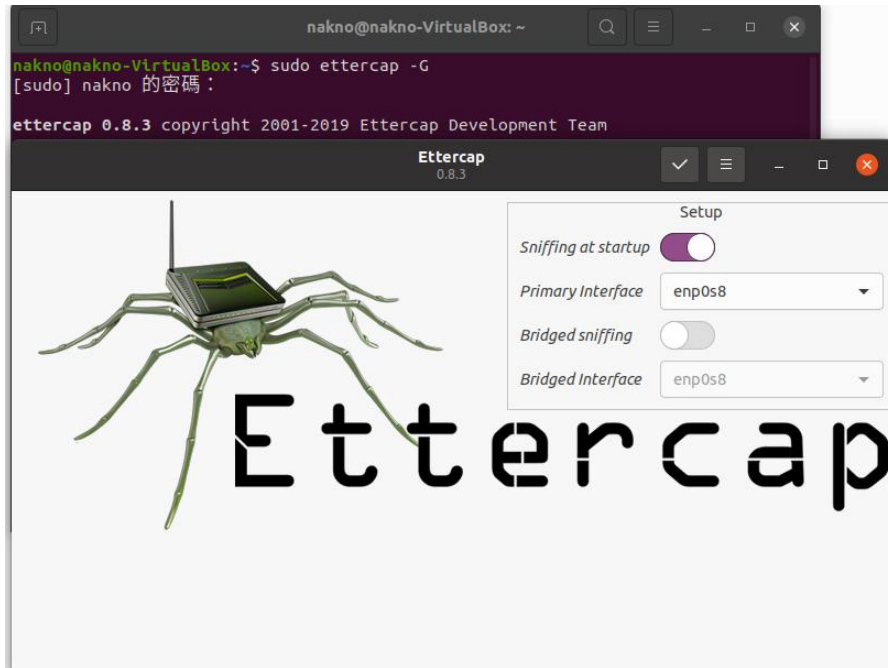 nakno@nakno-VirtualBox: ~
nakno@nakno-VirtualBox:~$ sudo ettercap -G
[sudo] nakno 的密碼：
ettercap 0.8.3 copyright 2001-2019 Ettercap Development Team
Ettercap
0.8.3
Setup
Sniffing at startup
Primary Interface enp0s8
Bridged sniffing
Bridged Interface enp0s8
Ettercap